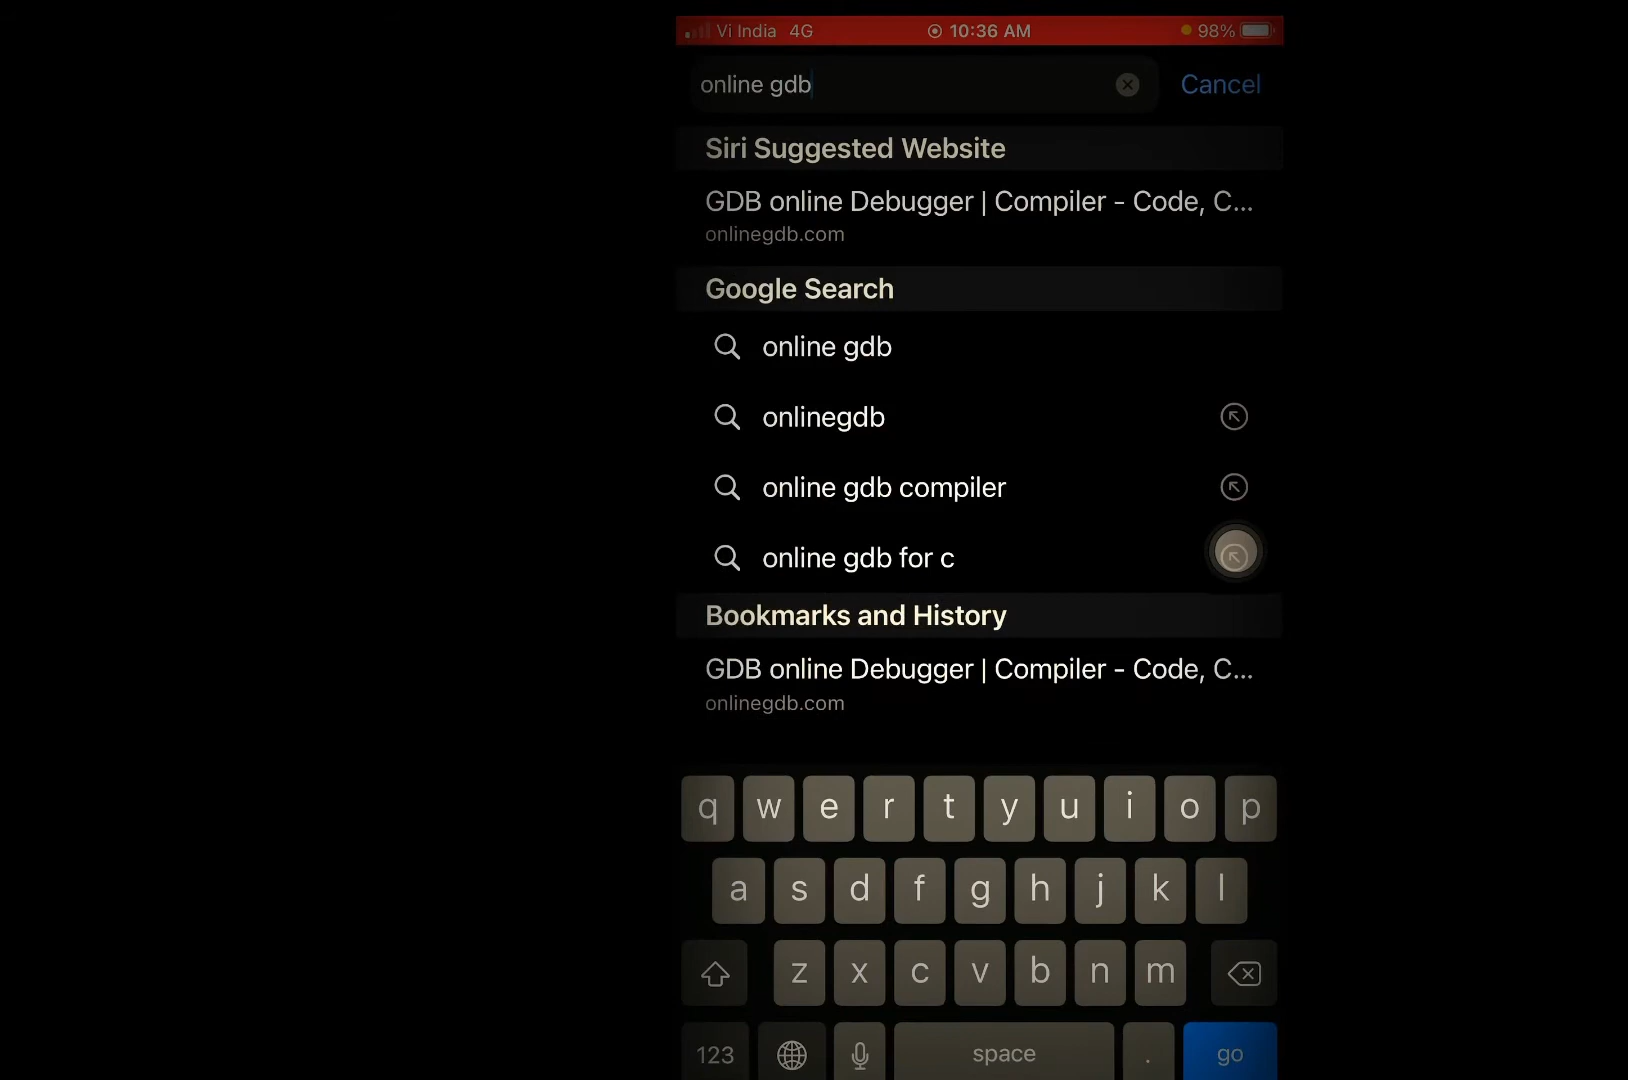 Vi India 4G 10:36 AM 98%
online gdb Cancel
Siri Suggested Website
GDB online Debugger | Compiler - Code, C...
onlinegdb.com
Google Search
online gdb
onlinegdb
online gdb compiler
online gdb for c
Bookmarks and History
GDB online Debugger | Compiler - Code, C...
onlinegdb.com
q w e r t y u i o p
a s d f g h j k l
z x c v b n m
123 space . go